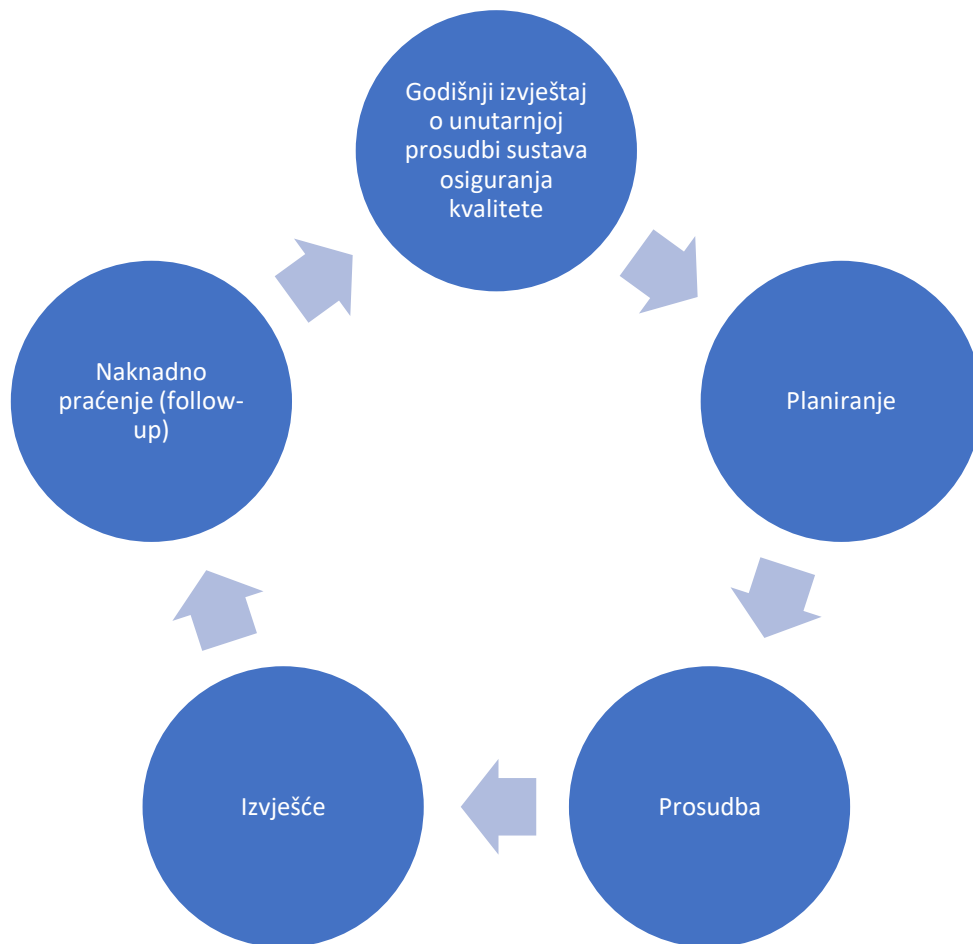 Godišnji izvještaj
o unutarnjoj
prosudbi sustava
osiguranja
kvalitete
Planiranje
Prosudba
Izvješće
Naknadno
praćenje (follow-
up)